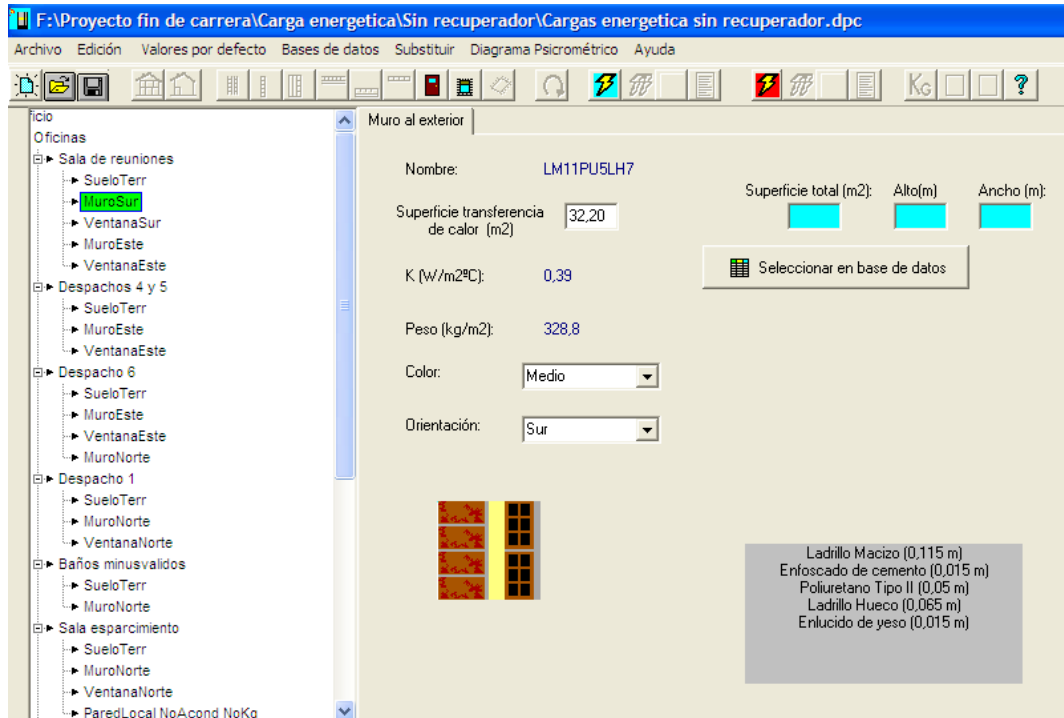 F:\Proyecto fin de carrera\Carga energetica\Sin recuperador\Cargas energetica sin recuperador.dpc
Archivo Edición Valores por defecto Bases de datos Substituir Diagrama Psicrométrico Ayuda
KG ?
ficio
Oficinas
Sala de reuniones
SueloTerr
MuroSur
VentanaSur
MuroEste
VentanaEste
Despachos 4 y 5
SueloTerr
MuroEste
VentanaEste
Despacho 6
SueloTerr
MuroEste
VentanaEste
MuroNorte
Despacho 1
SueloTerr
MuroNorte
VentanaNorte
Baños minusvalidos
SueloTerr
MuroNorte
Sala esparcimiento
SueloTerr
MuroNorte
VentanaNorte
ParedLocal NoAcond NoKg
Muro al exterior
Nombre: LM11PU5LH7
Superficie total (m2): Alto(m) Ancho (m):
Superficie transferencia
de calor (m2) 32,20
Seleccionar en base de datos
K (W/m2ºC): 0,39
Peso (kg/m2): 328,8
Color: Medio
Orientación: Sur
Ladrillo Macizo (0,115 m)
Enfoscado de cemento (0,015 m)
Poliuretano Tipo II (0,05 m)
Ladrillo Hueco (0,065 m)
Enlucido de yeso (0,015 m)